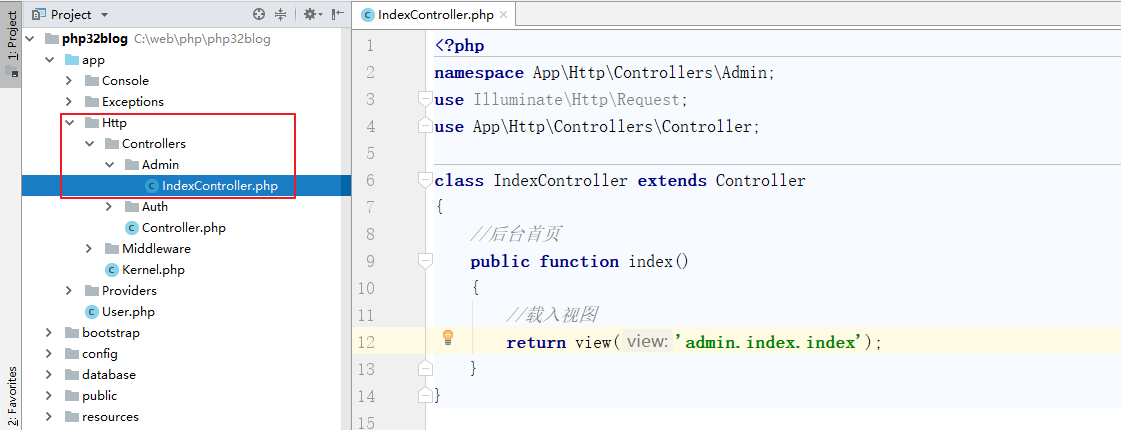 1: Project
2: Favorites
Project
php32blog C:\web\php\php32blog
app
Console
Exceptions
Http
Controllers
Admin
IndexController.php
Auth
Controller.php
Middleware
Kernel.php
Providers
User.php
bootstrap
config
database
public
resources
IndexController.php
1 <?php
2 namespace App\Http\Controllers\Admin;
3 use Illuminate\Http\Request;
4 use App\Http\Controllers\Controller;
5
6 class IndexController extends Controller
7 {
8 //后台首页
9 public function index()
10 {
11 //载入视图
12 return view( view: 'admin.index.index');
13 }
14 }
15